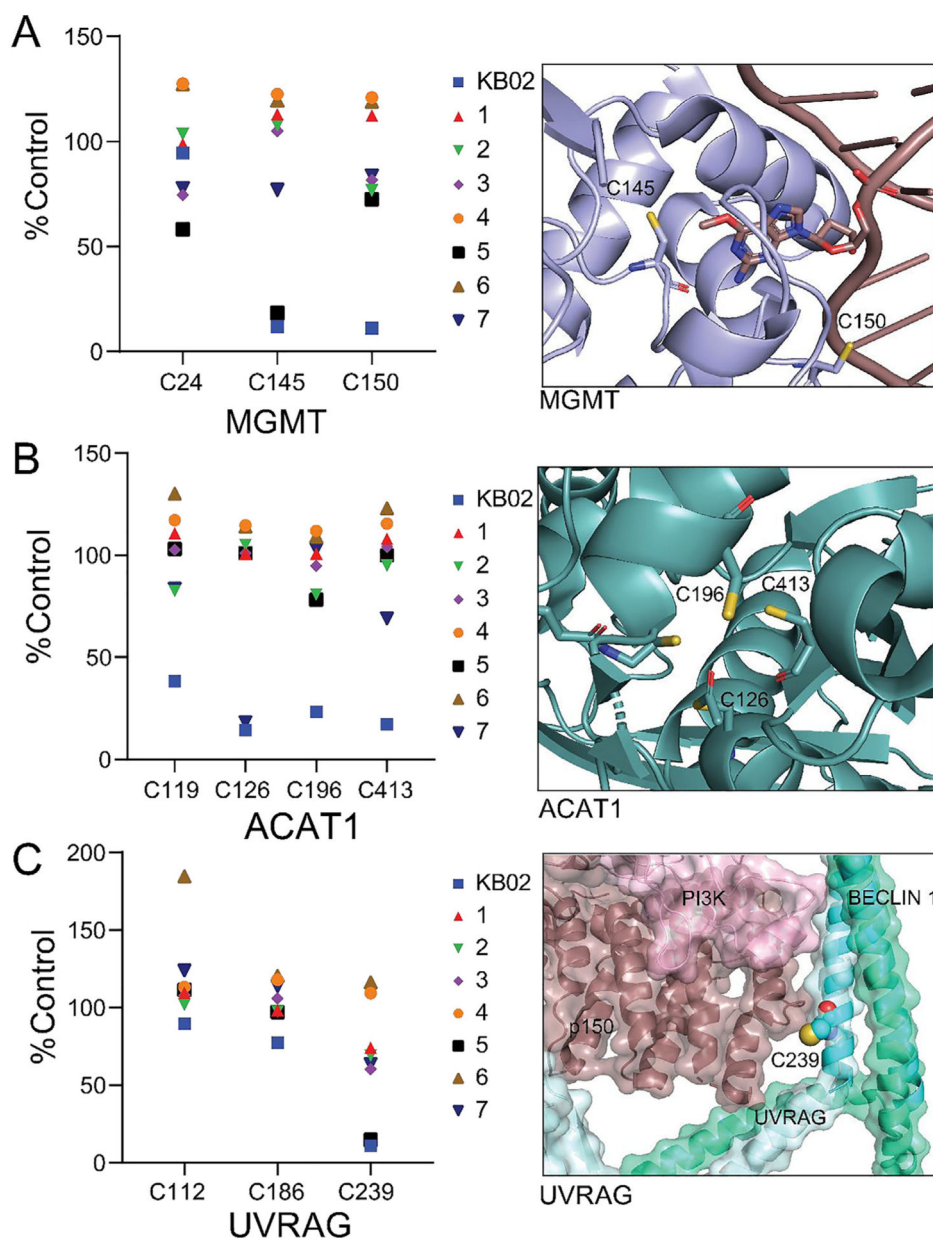 A
150
100
50
0
%Control
C24 C145 C150
MGMT
KB02
1
2
3
4
5
6
7
C145
C150
MGMT
B
150
100
50
0
%Control
C119 C126 C196 C413
ACAT1
KB02
1
2
3
4
5
6
7
C196 C413
C126
ACAT1
C
200
150
100
50
0
%Control
C112 C186 C239
UVRAG
KB02
1
2
3
4
5
6
7
PI3K BECLIN 1
p150
C239
UVRAG
UVRAG